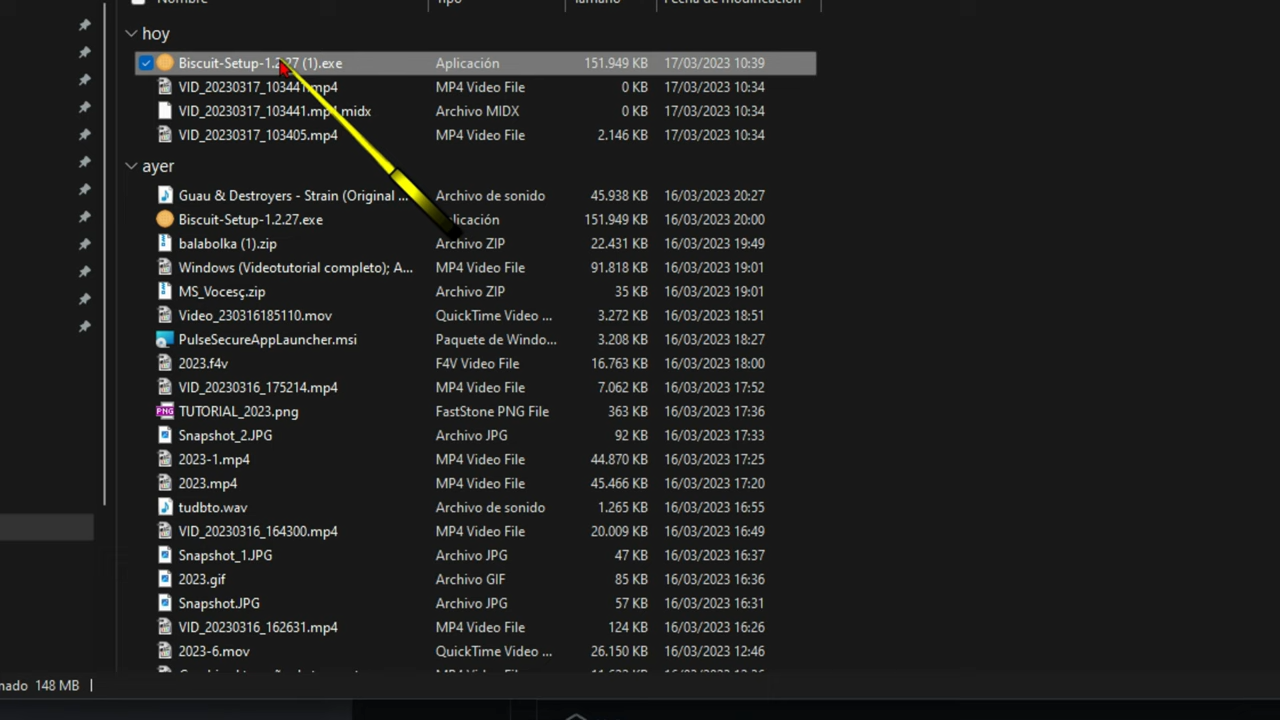 Nombre Tipo Tamaño Fecha de modificación
hoy
Biscuit-Setup-1.2.27 (1).exe Aplicación 151.949 KB 17/03/2023 10:39
VID_20230317_103441.mp4 MP4 Video File 0 KB 17/03/2023 10:34
VID_20230317_103441.mp4.midx Archivo MIDX 0 KB 17/03/2023 10:34
VID_20230317_103405.mp4 MP4 Video File 2.146 KB 17/03/2023 10:34
ayer
Guau & Destroyers - Strain (Original ... Archivo de sonido 45.938 KB 16/03/2023 20:27
Biscuit-Setup-1.2.27.exe plicación 151.949 KB 16/03/2023 20:00
balabolka (1).zip Archivo ZIP 22.431 KB 16/03/2023 19:49
Windows (Videotutorial completo); A... MP4 Video File 91.818 KB 16/03/2023 19:01
MS_Vocesç.zip Archivo ZIP 35 KB 16/03/2023 19:01
Video_230316185110.mov QuickTime Video ... 3.272 KB 16/03/2023 18:51
PulseSecureAppLauncher.msi Paquete de Windo... 3.208 KB 16/03/2023 18:27
2023.f4v F4V Video File 16.763 KB 16/03/2023 18:00
VID_20230316_175214.mp4 MP4 Video File 7.062 KB 16/03/2023 17:52
PNG TUTORIAL_2023.png FastStone PNG File 363 KB 16/03/2023 17:36
Snapshot_2.JPG Archivo JPG 92 KB 16/03/2023 17:33
2023-1.mp4 MP4 Video File 44.870 KB 16/03/2023 17:25
2023.mp4 MP4 Video File 45.466 KB 16/03/2023 17:20
tudbto.wav Archivo de sonido 1.265 KB 16/03/2023 16:55
VID_20230316_164300.mp4 MP4 Video File 20.009 KB 16/03/2023 16:49
Snapshot_1.JPG Archivo JPG 47 KB 16/03/2023 16:37
2023.gif Archivo GIF 85 KB 16/03/2023 16:36
Snapshot.JPG Archivo JPG 57 KB 16/03/2023 16:31
VID_20230316_162631.mp4 MP4 Video File 124 KB 16/03/2023 16:26
2023-6.mov QuickTime Video ... 26.150 KB 16/03/2023 12:46
nado 148 MB